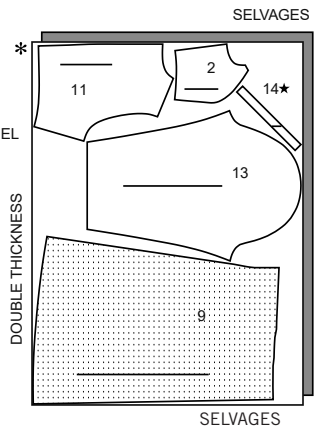 SELVAGES
*
2
11
14★
EL
13
DOUBLE THICKNESS
9
SELVAGES